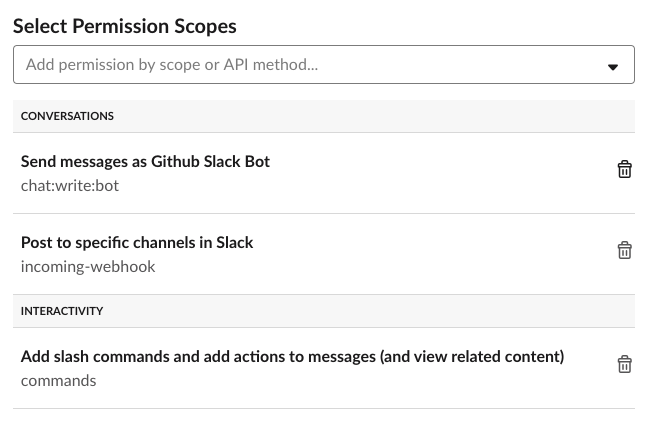 Select Permission Scopes
Add permission by scope or API method...
CONVERSATIONS
Send messages as Github Slack Bot
chat:write:bot
Post to specific channels in Slack
incoming-webhook
INTERACTIVITY
Add slash commands and add actions to messages (and view related content)
commands